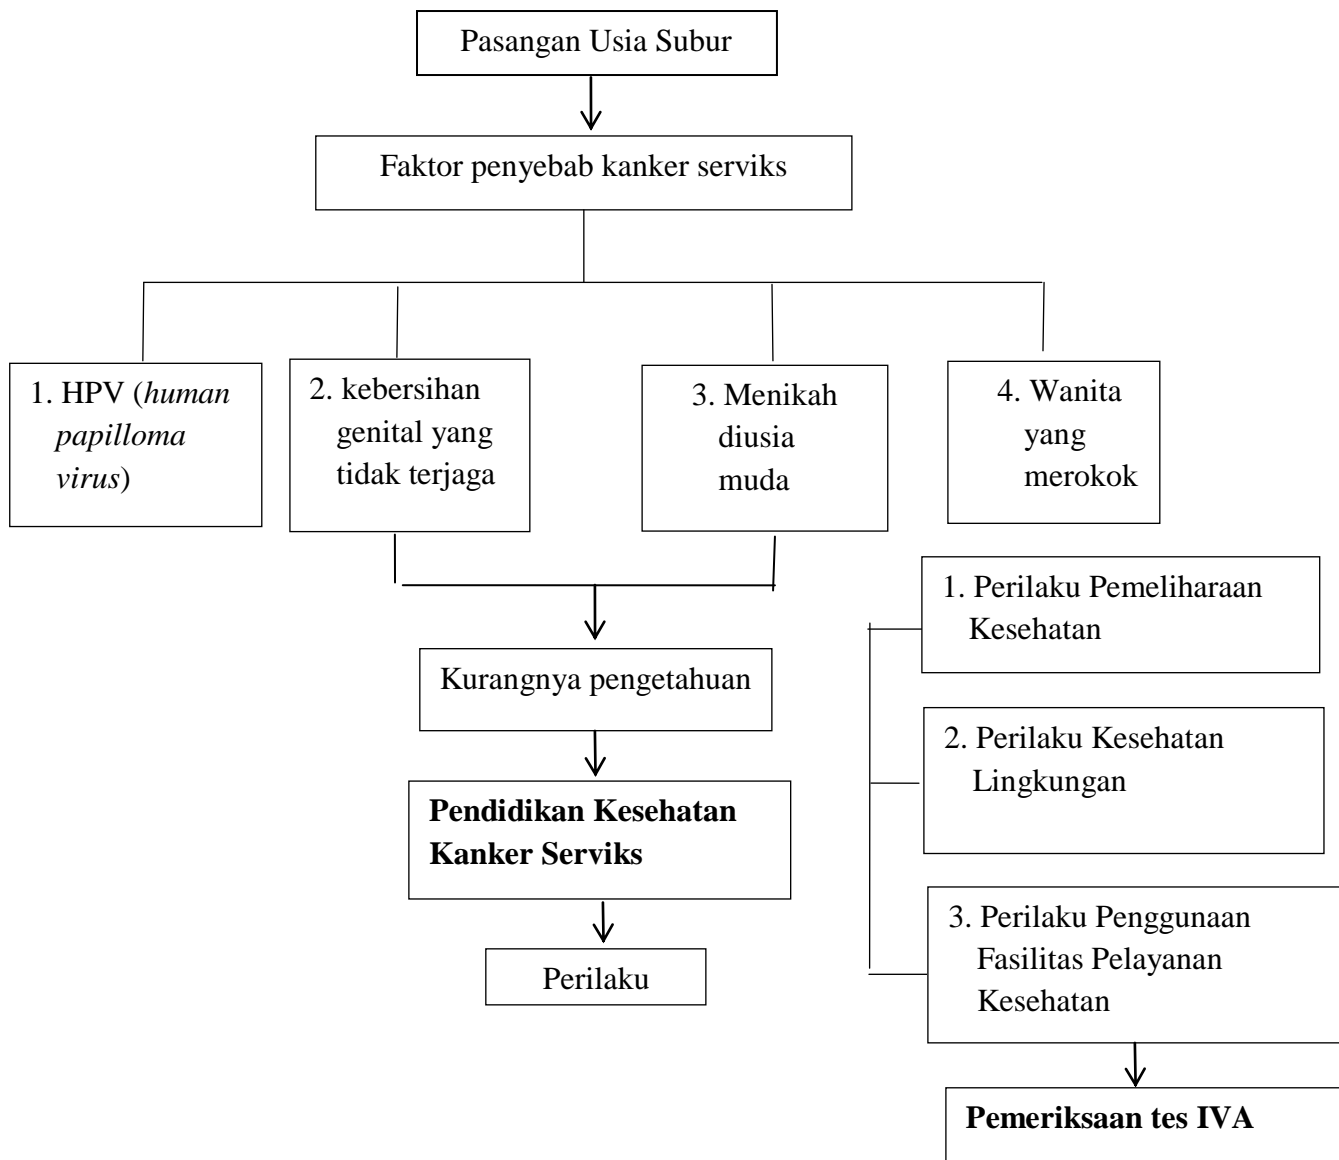 Pasangan Usia Subur
Faktor penyebab kanker serviks
1. HPV (human
papilloma
virus)
2. kebersihan
genital yang
tidak terjaga
3. Menikah
diusia
muda
4. Wanita
yang
merokok
Kurangnya pengetahuan
Pendidikan Kesehatan
Kanker Serviks
Perilaku
1. Perilaku Pemeliharaan
Kesehatan
2. Perilaku Kesehatan
Lingkungan
3. Perilaku Penggunaan
Fasilitas Pelayanan
Kesehatan
Pemeriksaan tes IVA